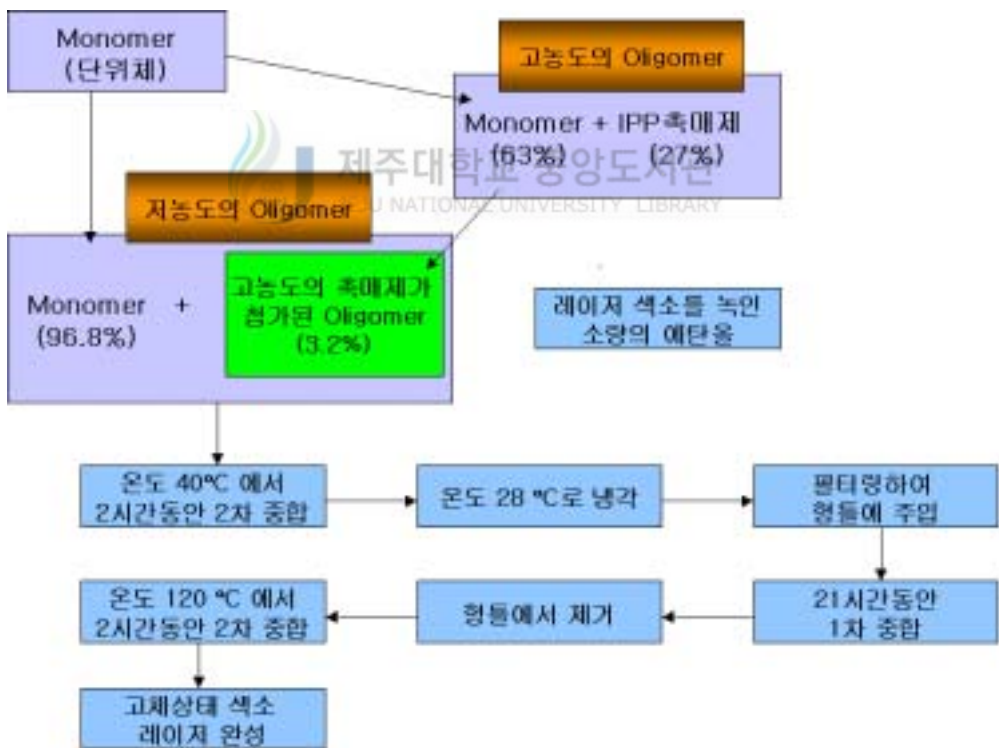 Monomer
(단위체)
고농도의 Oligomer
Monomer + IPP촉매제
(63%) (27%)
제주대학교 중앙도서관
NATIONAL UNIVERSITY LIBRARY
저농도의 Oligomer
Monomer +
(96.8%)
고농도의 촉매제가
첨가된 Oligomer
(3.2%)
레이저 색소를 녹인
소량의 에탄올
온도 40℃ 에서
2시간동안 2차 중합
온도 28 ℃로 냉각
필터링하여
형틀에 주입
온도 120 ℃ 에서
2시간동안 2차 중합
형틀에서 제거
21시간동안
1차 중합
고체상태 색소
레이저 완성